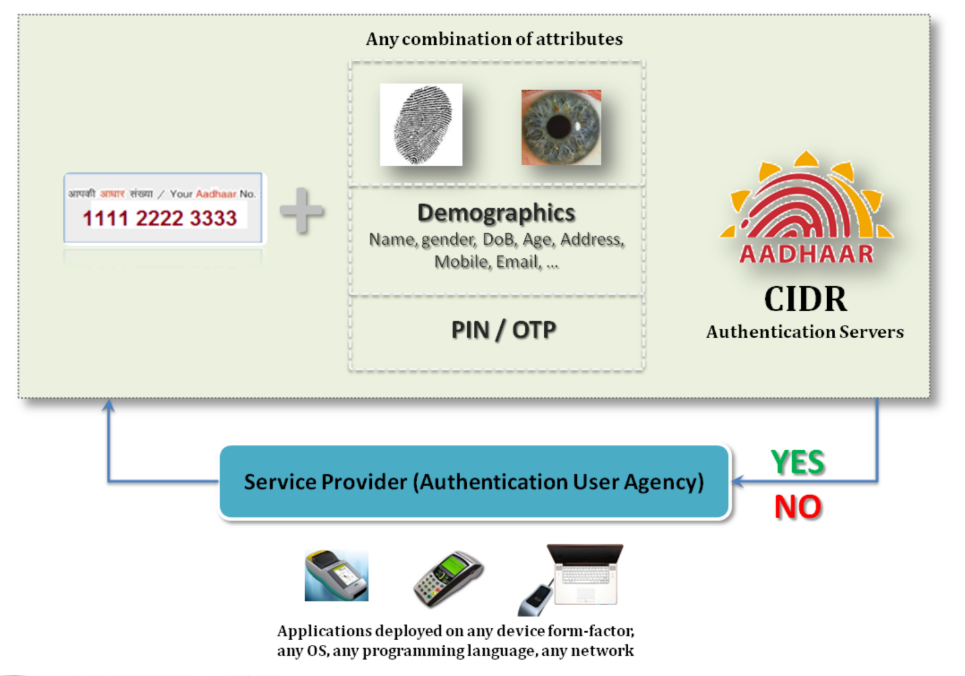 Any combination of attributes
आपकी आधार संख्या / Your Aadhaar No.
1111 2222 3333
Demographics
Name, gender, DoB, Age, Address,
Mobile, Email, ...
PIN / OTP
AADHAAR
CIDR
Authentication Servers
Service Provider (Authentication User Agency)
YES
NO
Applications deployed on any device form-factor,
any OS, any programming language, any network